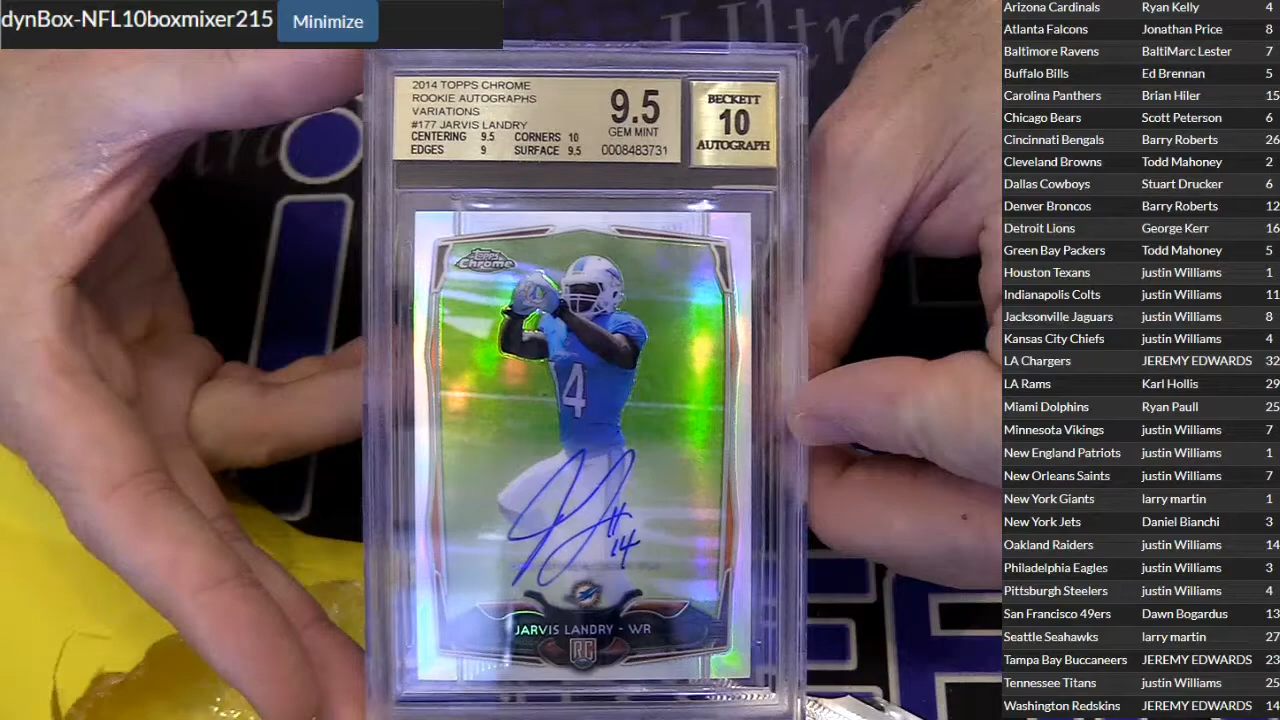 dynBox-NFL10boxmixer215 Minimize
2014 TOPPS CHROME
ROOKIE AUTOGRAPHS
VARIATIONS
#177 JARVIS LANDRY
CENTERING 9.5 CORNERS 10
EDGES 9 SURFACE 9.5
9.5
GEM MINT
0008483731
BECKETT
10
AUTOGRAPH
Topps
Chrome
14
14
JARVIS LANDRY - WR
RC
Arizona Cardinals Ryan Kelly 4
Atlanta Falcons Jonathan Price 8
Baltimore Ravens BaltiMarc Lester 7
Buffalo Bills Ed Brennan 5
Carolina Panthers Brian Hiler 15
Chicago Bears Scott Peterson 6
Cincinati Bengals Barry Roberts 26
Cleveland Browns Todd Mahoney 2
Dallas Cowboys Stuart Drucker 6
Denver Broncos Barry Roberts 12
Detroit Lions George Kerr 16
Green Bay Packers Todd Mahoney 5
Houston Texans justin Williams 1
Indianapolis Colts justin Williams 11
Jacksonville Jaguars justin Williams 8
Kansas City Chiefs justin Williams 4
LA Chargers JEREMY EDWARDS 32
LA Rams Karl Hollis 29
Miami Dolphins Ryan Paull 25
Minnesota Vikings justin Williams 7
New England Patriots justin Williams 1
New Orleans Saints justin Williams 7
New York Giants larry martin 1
New York Jets Daniel Bianchi 3
Oakland Raiders justin Williams 14
Philadelphia Eagles justin Williams 3
Pittsburgh Steelers justin Williams 4
San Francisco 49ers Dawn Bogardus 13
Seattle Seahawks larry martin 27
Tampa Bay Buccaneers JEREMY EDWARDS 23
Tennessee Titans justin Williams 25
Washington Redskins JEREMY EDWARDS 14